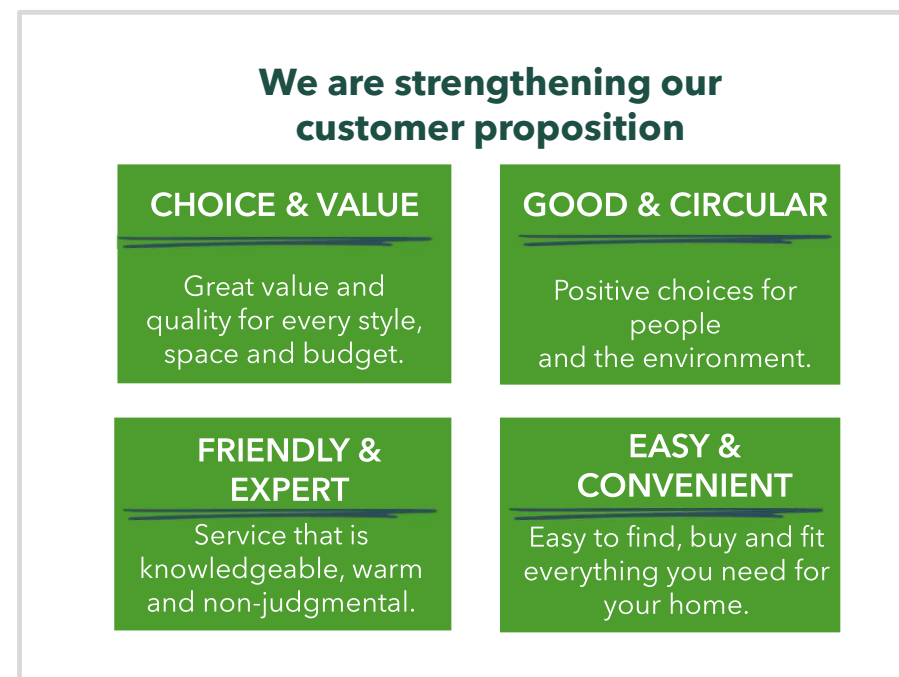 We are strengthening our
customer proposition
CHOICE & VALUE
Great value and
quality for every style,
space and budget.
GOOD & CIRCULAR
Positive choices for
people
and the environment.
FRIENDLY &
EXPERT
Service that is
knowledgeable, warm
and non-judgmental.
EASY &
CONVENIENT
Easy to find, buy and fit
everything you need for
your home.